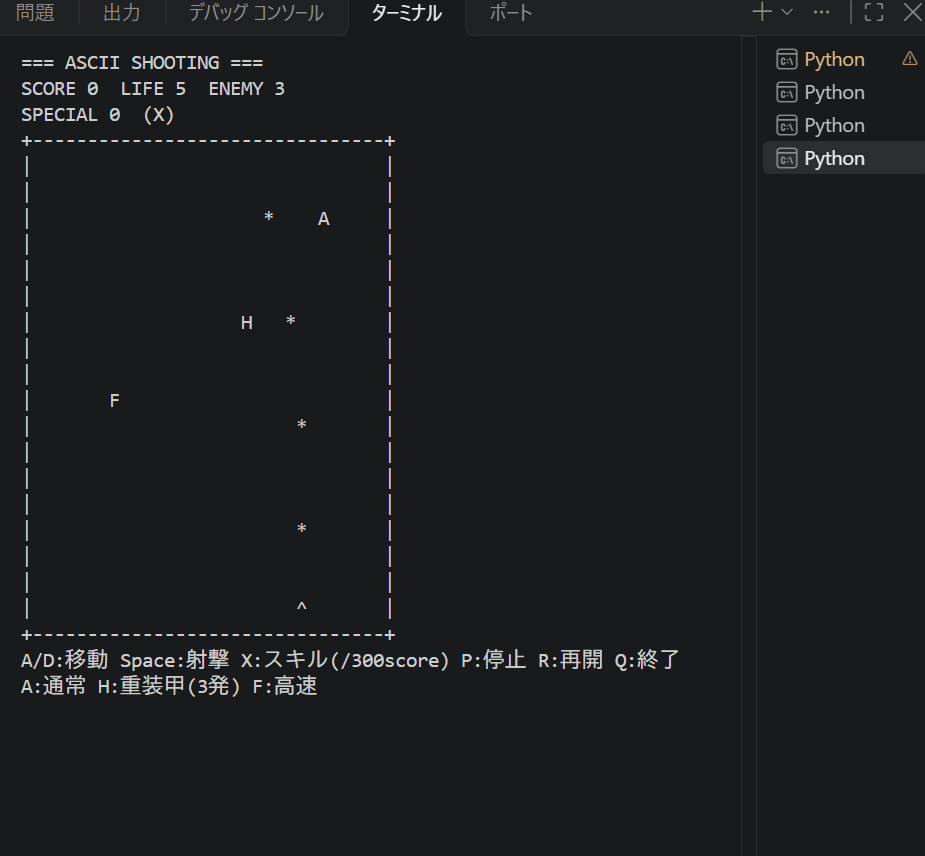 問題 出力 デバッグ コンソール ターミナル ポート
=== ASCII SHOOTING ===
SCORE 0  LIFE 5  ENEMY 3
SPECIAL 0  (X)
+--------------------------------+
|                                |
|                                |
|                     *    A     |
|                                |
|                                |
|                                |
|                   H   *        |
|                                |
|                                |
|       F                        |
|                        *       |
|                                |
|                                |
|                                |
|                        *       |
|                                |
|                                |
|                        ^       |
+--------------------------------+
A/D:移動 Space:射撃 X:スキル(/300score) P:停止 R:再開 Q:終了
A:通常 H:重装甲(3発) F:高速
Python
Python
Python
Python